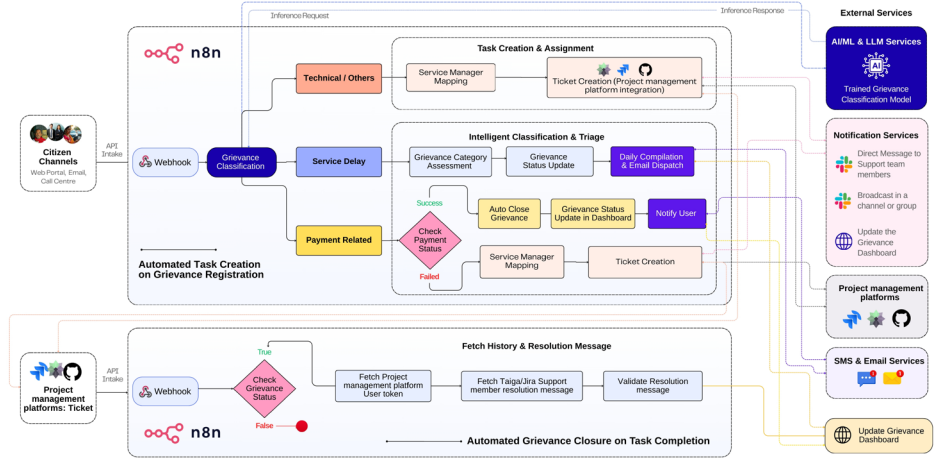 Inference Request
Inference Response
External Services
n8n
Task Creation & Assignment
Technical / Others
Service Manager
Mapping
Ticket Creation (Project management
platform integration)
AI/ML & LLM Services
AI
Trained Grievance
Classification Model
Citizen
Channels
Web Portal, Email,
Call Centre
API
Intake
Webhook
Grievance
Classification
Intelligent Classification & Triage
Service Delay
Grievance Category
Assessment
Grievance
Status Update
Daily Compilation
& Email Dispatch
Success
Auto Close
Grievance
Grievance Status
Update in Dashboard
Notify User
Payment Related
Check
Payment
Status
Failed
Service Manager
Mapping
Ticket Creation
Automated Task Creation
on Grievance Registration
Notification Services
Direct Message to
Support team
members
Broadcast in a
channel or group
Update the
Grievance
Dashboard
Project management
platforms
Fetch History & Resolution Message
True
Project
management
platforms: Ticket
API
Intake
Webhook
Check
Grievance
Status
False
Fetch Project
management platform
User token
Fetch Taiga/Jira Support
member resolution message
Validate Resolution
message
n8n
Automated Grievance Closure on Task Completion
SMS & Email Services
1
1
Update Grievance
Dashboard